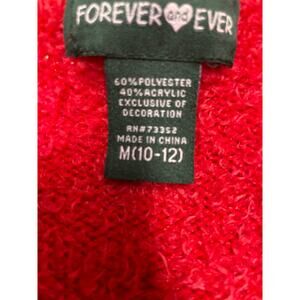 FOREVER and EVER
60% POLYESTER
40% ACRYLIC
EXCLUSIVE OF
DECORATION
RN#73352
MADE IN CHINA
M(10-12)